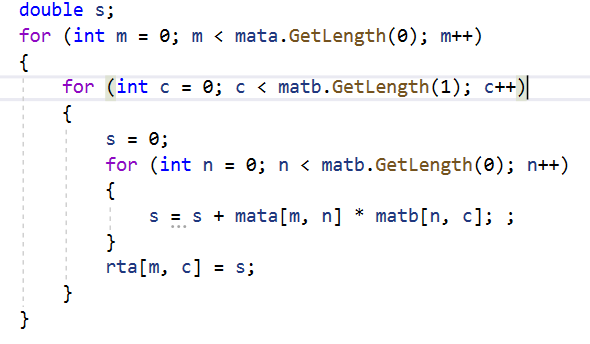 double s;
for (int m = 0; m < mata.GetLength(0); m++)
{
for (int c = 0; c < matb.GetLength(1); c++)
{
s = 0;
for (int n = 0; n < matb.GetLength(0); n++)
{
s = s + mata[m, n] * matb[n, c]; ;
}
rta[m, c] = s;
}
}